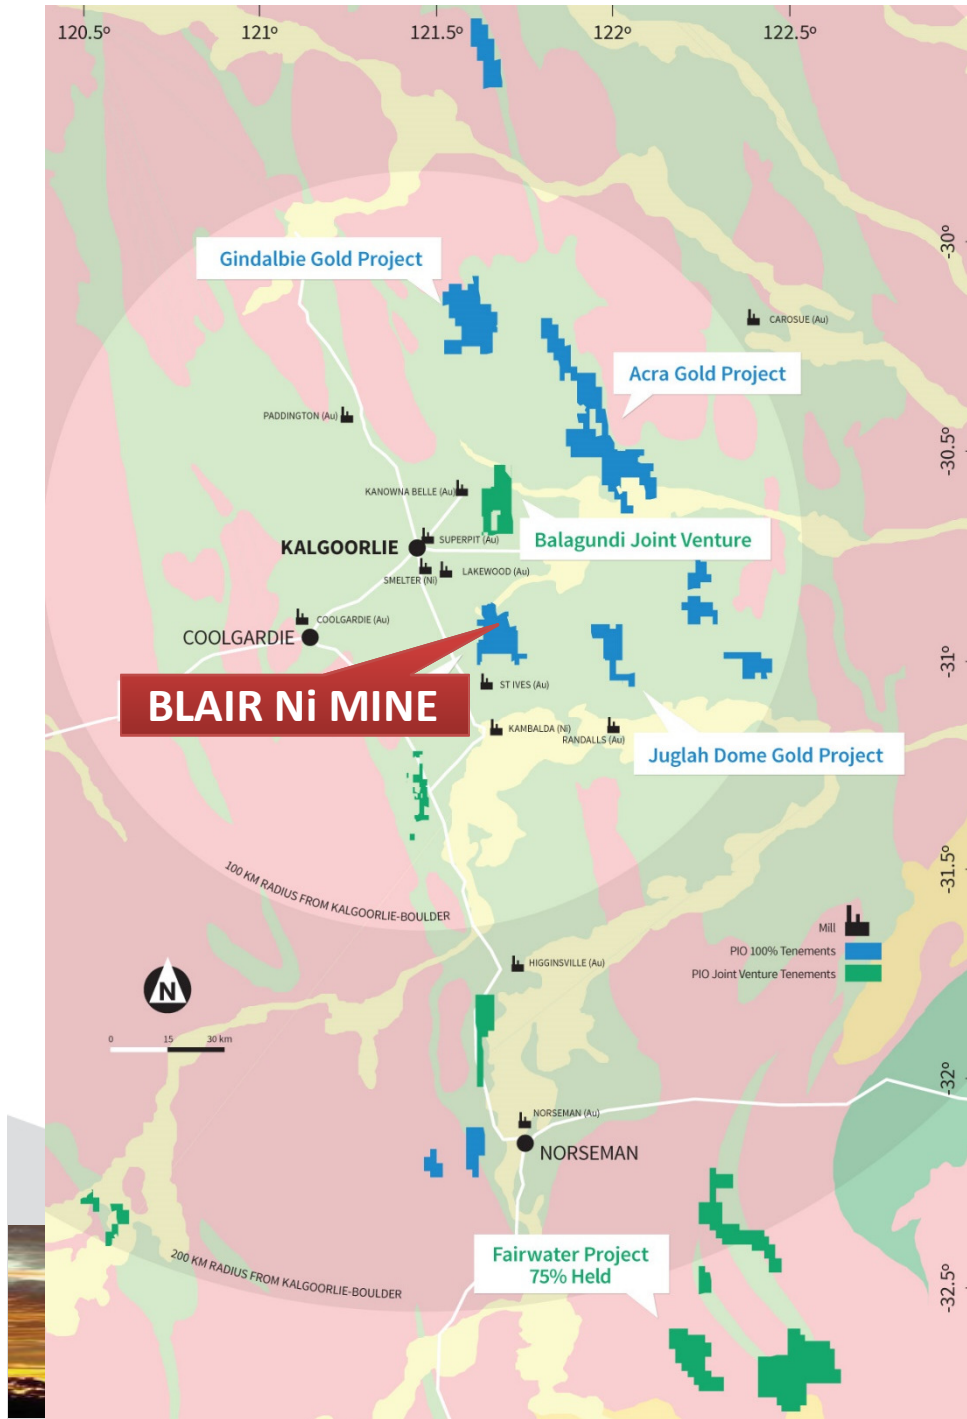 120.5º
121º
121.5º
122º
122.5º
-30º
Gindalbie Gold Project
CAROSUE (Au)
Acra Gold Project
PADDINGTON (Au)
-30.5º
KANOWNA BELLE (Au)
SUPERPIT (Au)
Balagundi Joint Venture
KALGOORLIE
SMELTER (Ni)
LAKEWOOD (Au)
COOLGARDIE (Au)
COOLGARDIE
-31º
ST IVES (Au)
BLAIR Ni MINE
KAMBALDA (Ni)
RANDALLS (Au)
Juglah Dome Gold Project
-31.5º
100 KM RADIUS FROM KALGOORLIE-BOULDER
Mill
PIO 100% Tenements
PIO Joint Venture Tenements
HIGGINSVILLE (Au)
N
0 15 30 km
-32º
NORSEMAN (Au)
NORSEMAN
Fairwater Project
75% Held
200 KM RADIUS FROM KALGOORLIE-BOULDER
-32.5º